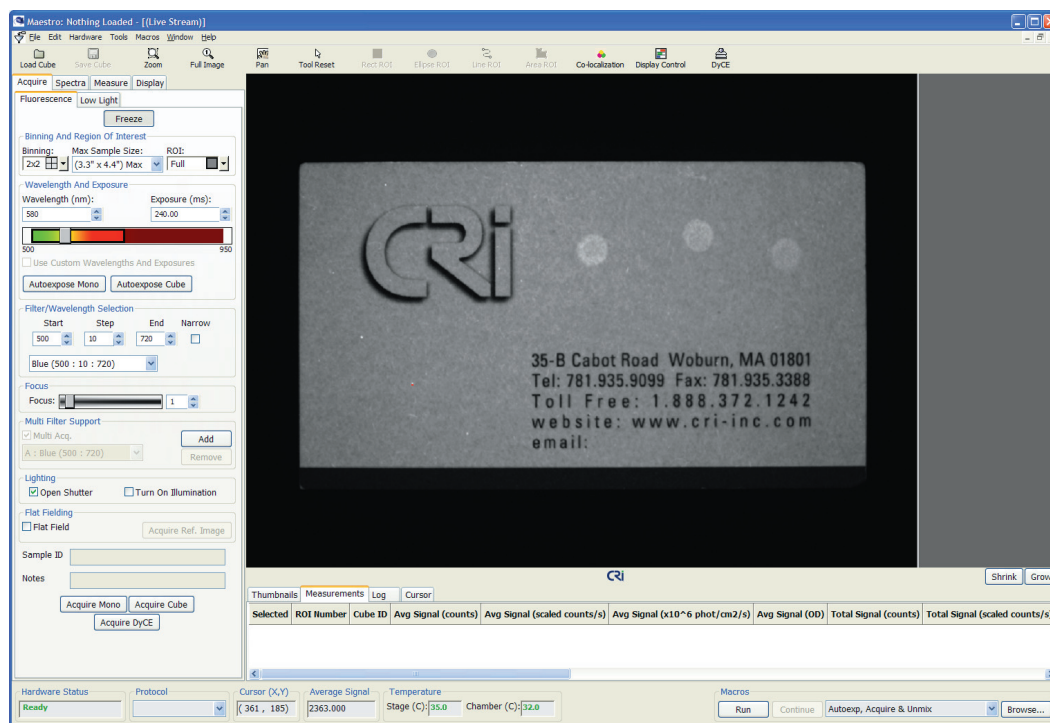 Maestro: Nothing Loaded - [(Live Stream)]
File Edit Hardware Tools Macros Window Help
Load Cube Save Cube Zoom Full Image Pan Tool Reset Rect ROI Ellipse ROI Line ROI Area ROI Co-localization Display Control DyCE
Acquire Spectra Measure Display
Fluorescence Low Light
Freeze
Binning And Region Of Interest
Binning: Max Sample Size: ROI:
2x2 (3.3" x 4.4") Max Full
Wavelength And Exposure
Wavelength (nm): Exposure (ms):
580 240.00
500 950
Use Custom Wavelengths And Exposures
Autoexpose Mono Autoexpose Cube
Filter/Wavelength Selection
Start Step End Narrow
500 10 720
Blue (500 : 10 : 720)
Focus
Focus: 1
Multi Filter Support
Multi Acq. Add
A : Blue (500 : 720) Remove
Lighting
Open Shutter Turn On Illumination
Flat Fielding
Flat Field Acquire Ref. Image
Sample ID
Notes
Acquire Mono Acquire Cube
Acquire DyCE
CRi
35-B Cabot Road Woburn, MA 01801
Tel: 781.935.9099 Fax: 781.935.3388
Toll Free: 1.888.372.1242
website: www.cri-inc.com
email:
CRi
Shrink Grow
Thumbnails Measurements Log Cursor
Selected ROI Number Cube ID Avg Signal (counts) Avg Signal (scaled counts/s) Avg Signal (x10^6 phot/cm2/s) Avg Signal (OD) Total Signal (counts) Total Signal (scaled counts/s)
Hardware Status Protocol Cursor (X,Y) Average Signal Temperature Macros
Ready (361 , 185) 2363.000 Stage (C): 35.0 Chamber (C): 32.0 Run Continue Autoexp, Acquire & Unmix Browse...